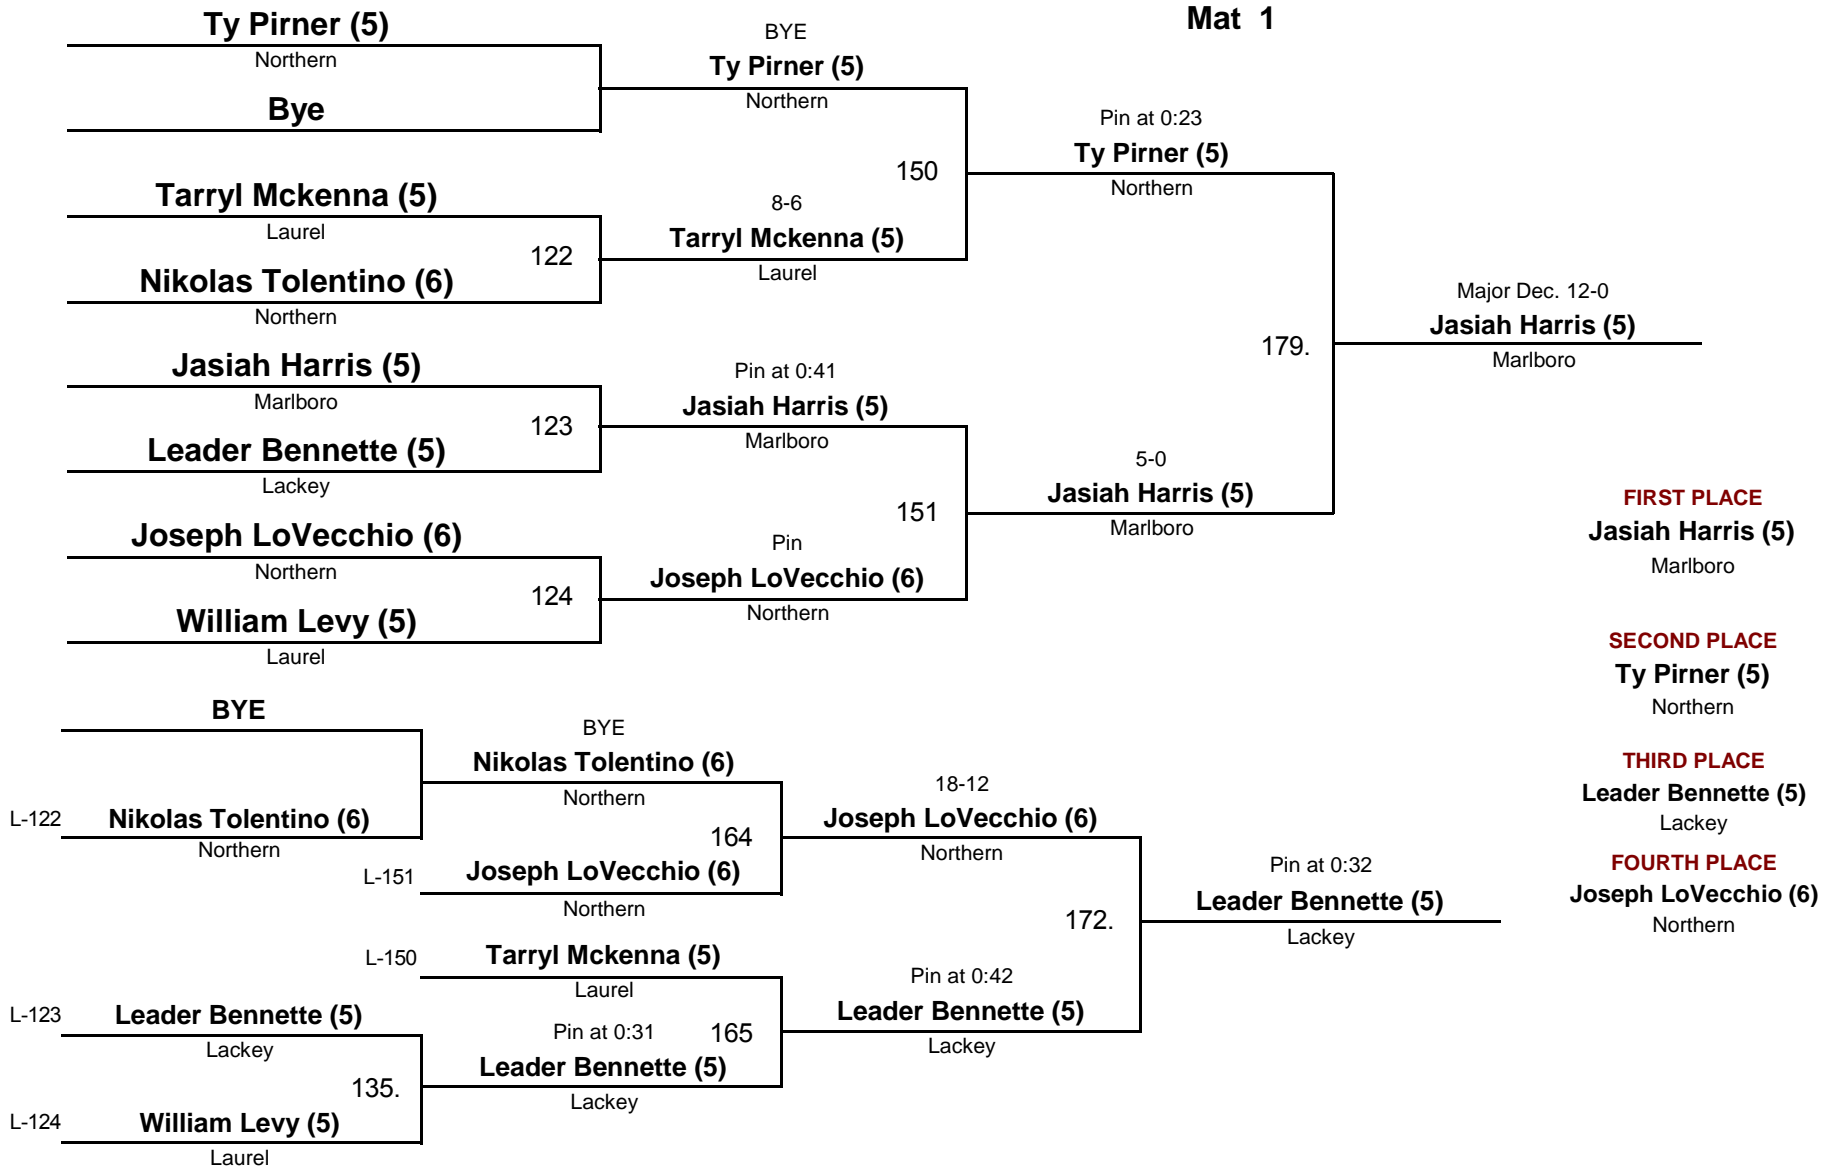 Mat 1
Ty Pirner (5)
Northern
Bye
Tarryl Mckenna (5)
Laurel
122
Nikolas Tolentino (6)
Northern
Jasiah Harris (5)
Marlboro
123
Leader Bennette (5)
Lackey
Joseph LoVecchio (6)
Northern
124
William Levy (5)
Laurel
BYE
Ty Pirner (5)
Northern
150
8-6
Tarryl Mckenna (5)
Laurel
Pin at 0:41
Jasiah Harris (5)
Marlboro
151
Pin
Joseph LoVecchio (6)
Northern
Pin at 0:23
Ty Pirner (5)
Northern
179.
5-0
Jasiah Harris (5)
Marlboro
Major Dec. 12-0
Jasiah Harris (5)
Marlboro
FIRST PLACE
Jasiah Harris (5)
Marlboro
SECOND PLACE
Ty Pirner (5)
Northern
THIRD PLACE
Leader Bennette (5)
Lackey
FOURTH PLACE
Joseph LoVecchio (6)
Northern
BYE
L-122
Nikolas Tolentino (6)
Northern
L-123
Leader Bennette (5)
Lackey
135.
L-124
William Levy (5)
Laurel
BYE
Nikolas Tolentino (6)
Northern
164
L-151
Joseph LoVecchio (6)
Northern
L-150
Tarryl Mckenna (5)
Laurel
Pin at 0:31
165
Leader Bennette (5)
Lackey
18-12
Joseph LoVecchio (6)
Northern
172.
Pin at 0:42
Leader Bennette (5)
Lackey
Pin at 0:32
Leader Bennette (5)
Lackey